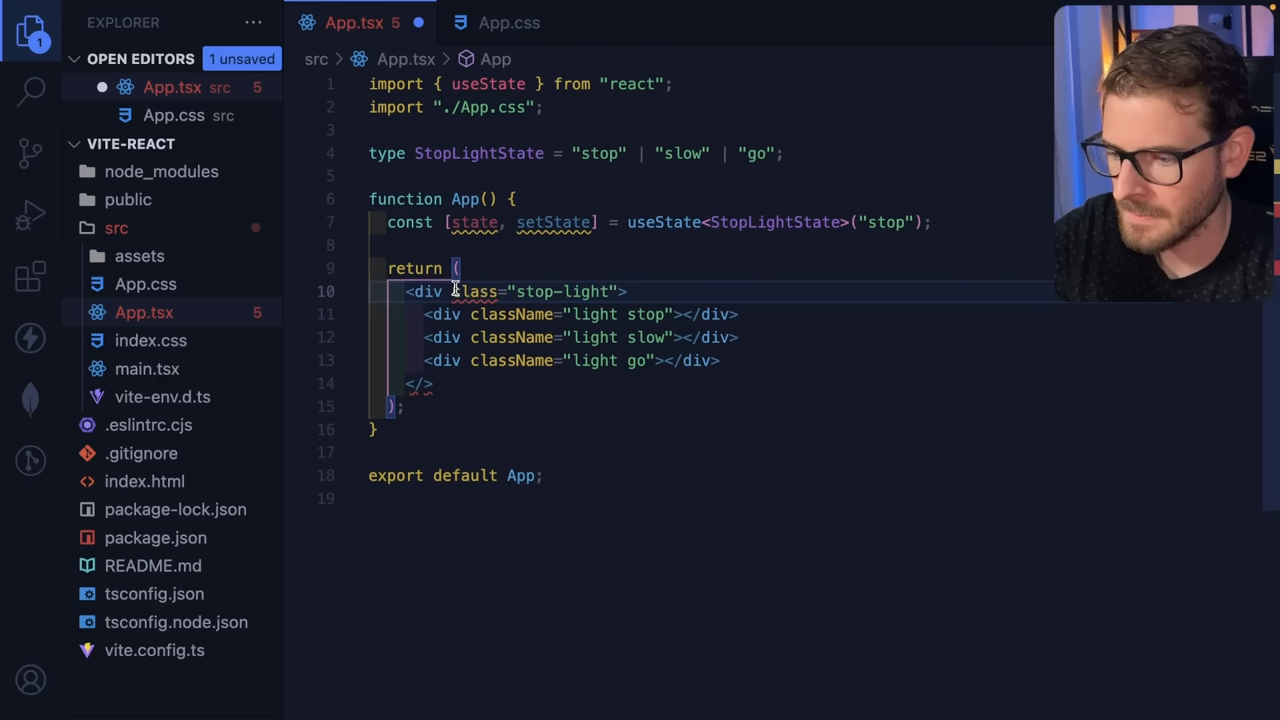 EXPLORER
OPEN EDITORS 1 unsaved
App.tsx src 5
App.css src
VITE-REACT
node_modules
public
src
assets
App.css
App.tsx 5
index.css
main.tsx
vite-env.d.ts
.eslintrc.cjs
.gitignore
index.html
package-lock.json
package.json
README.md
tsconfig.json
tsconfig.node.json
vite.config.ts
1
App.tsx 5
App.css
src > App.tsx > App
1 import { useState } from "react";
2 import "./App.css";
3
4 type StopLightState = "stop" | "slow" | "go";
5
6 function App() {
7 const [state, setState] = useState<StopLightState>("stop");
8
9 return (
10 <div class="stop-light">
11 <div className="light stop"></div>
12 <div className="light slow"></div>
13 <div className="light go"></div>
14 </>
15 );
16 }
17
18 export default App;
19